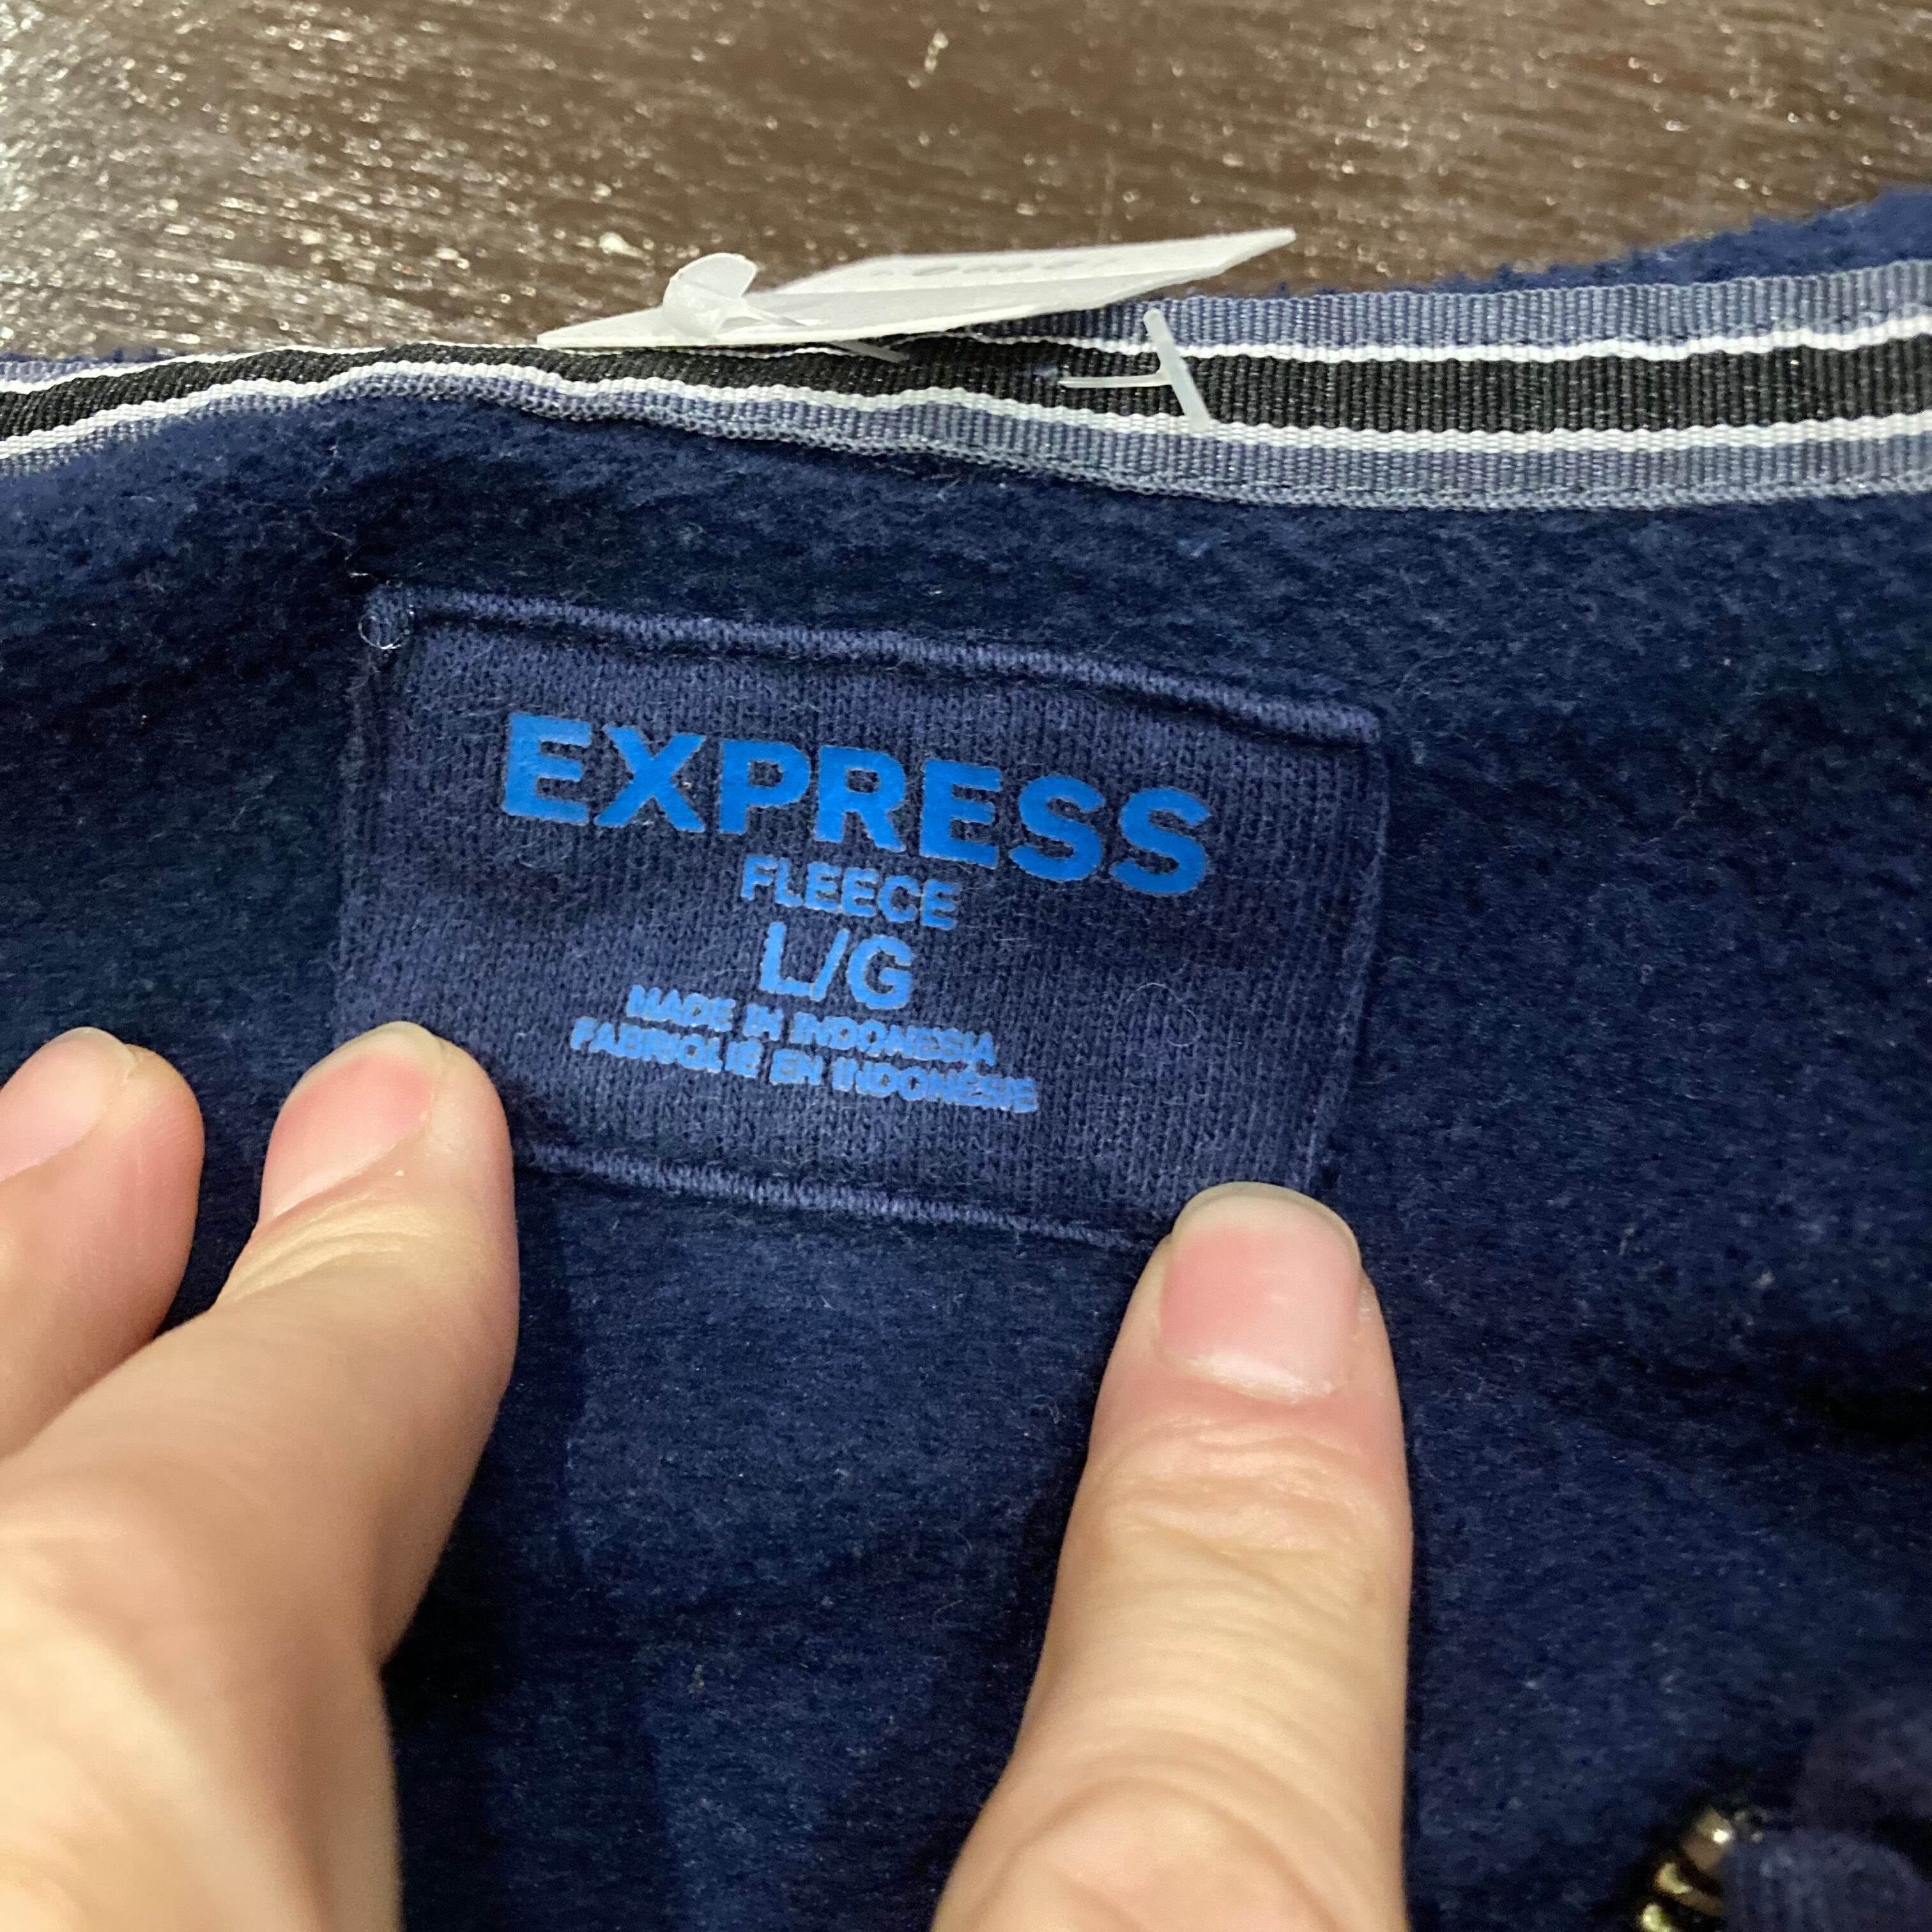 EXPRESS
FLEECE
L/G
MADE IN INDONESIA
FABRIQUÉ EN INDONÉSIE